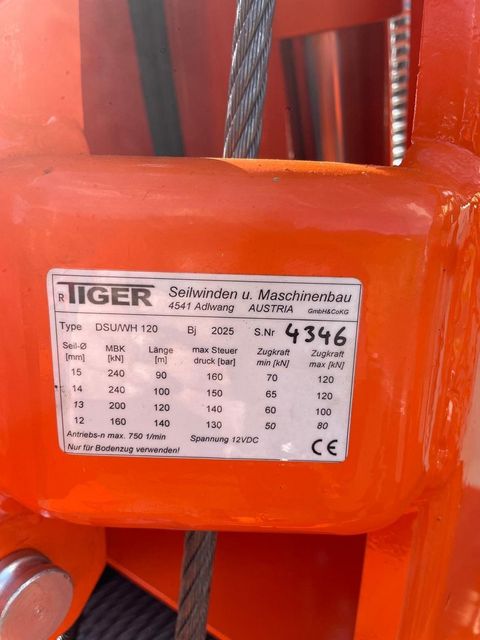 R TIGER Seilwinden u. Maschinenbau
4541 Adlwang AUSTRIA GmbH&CoKG
Type DSU/WH 120 Bj 2025 S.Nr 4346
Seil-Ø [mm] MBK [kN] Länge [m] max Steuer druck [bar] Zugkraft min [kN] Zugkraft max [kN]
15 240 90 160 70 120
14 240 100 150 65 120
13 200 120 140 60 100
12 160 140 130 50 80
Antriebs-n max. 750 1/min Spannung 12VDC
Nur für Bodenzug verwenden! CE